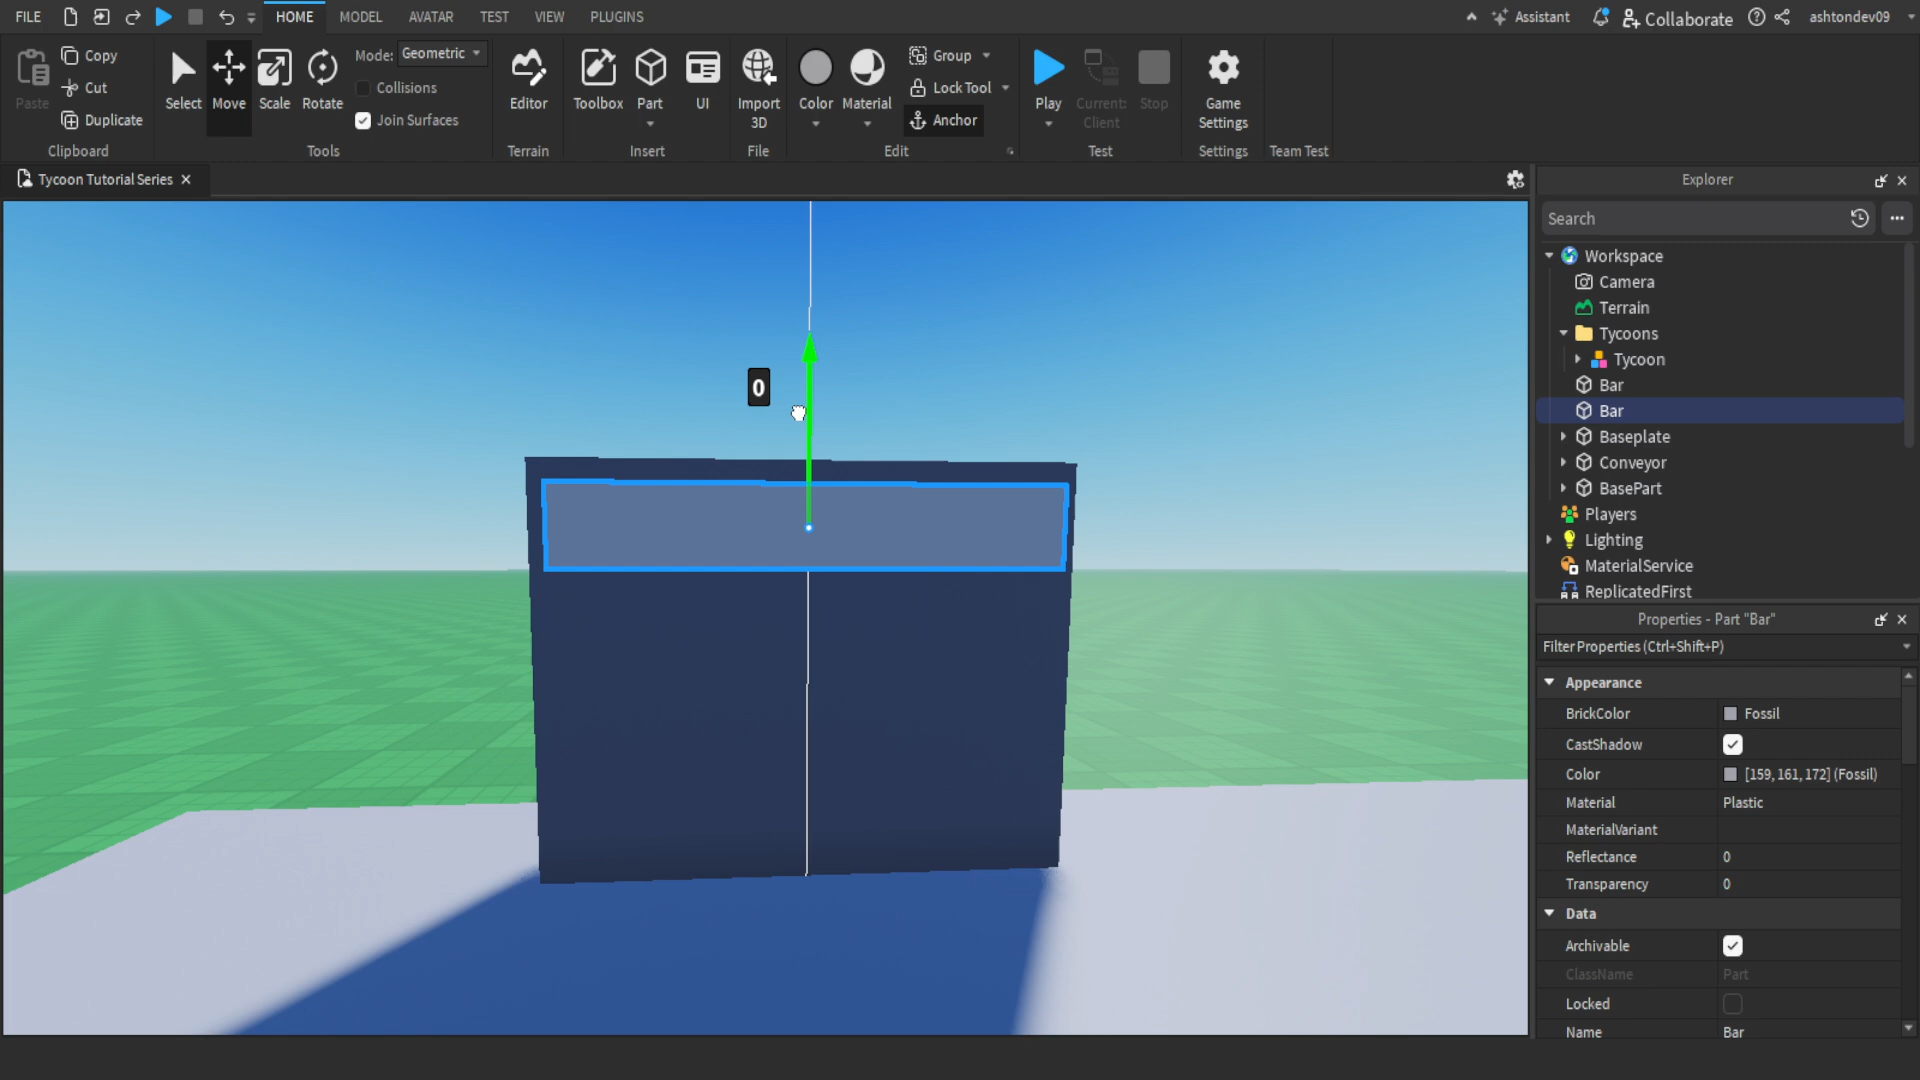 FILE HOME MODEL AVATAR TEST VIEW PLUGINS Assistant Collaborate ashtondev09
Paste Copy Cut Duplicate Clipboard
Select Move Scale Rotate Mode: Geometric Collisions Join Surfaces Tools
Editor Terrain
Toolbox Part UI Insert
Import 3D File
Color Material Group Lock Tool Anchor Edit
Play Current: Client Stop Test
Game Settings Settings
Team Test
Tycoon Tutorial Series
0
Explorer
Search
Workspace
Camera
Terrain
Tycoons
Tycoon
Bar
Bar
Baseplate
Conveyor
BasePart
Players
Lighting
MaterialService
ReplicatedFirst
Properties - Part "Bar"
Filter Properties (Ctrl+Shift+P)
Appearance
BrickColor Fossil
CastShadow
Color [159, 161, 172] (Fossil)
Material Plastic
MaterialVariant
Reflectance 0
Transparency 0
Data
Archivable
ClassName Part
Locked
Name Bar